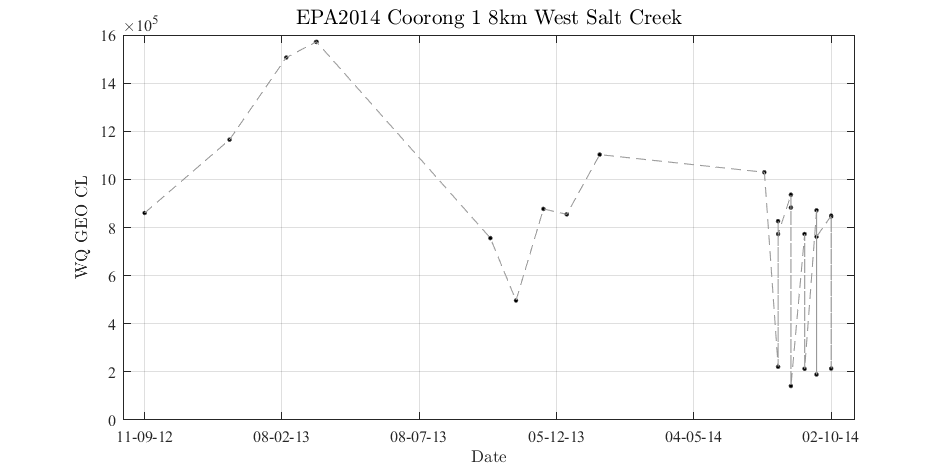 EPA2014 Coorong 1 8km West Salt Creek
×10⁵
16
14
12
10
8
6
4
2
0
WQ GEO CL
11-09-12 08-02-13 08-07-13 05-12-13 04-05-14 02-10-14
Date